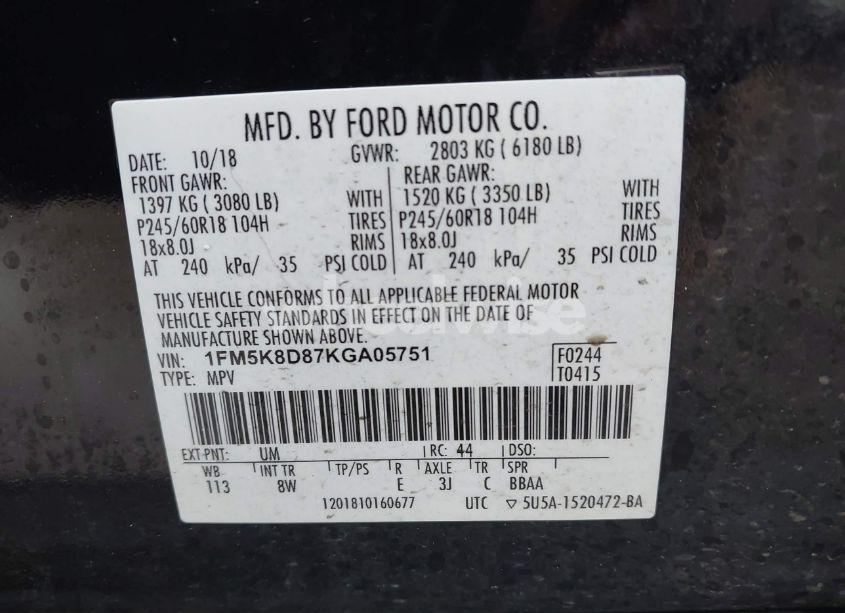 MFD. BY FORD MOTOR CO.
DATE: 10/18 GVWR: 2803 KG ( 6180 LB)
FRONT GAWR: REAR GAWR:
1397 KG ( 3080 LB) WITH 1520 KG ( 3350 LB) WITH
P245/60R18 104H TIRES P245/60R18 104H TIRES
18x8.0J RIMS 18x8.0J RIMS
AT 240 kPa/ 35 PSI COLD AT 240 kPa/ 35 PSI COLD
THIS VEHICLE CONFORMS TO ALL APPLICABLE FEDERAL MOTOR
VEHICLE SAFETY STANDARDS IN EFFECT ON THE DATE OF
MANUFACTURE SHOWN ABOVE.
VIN: 1FM5K8D87KGA05751 F0244
TYPE: MPV T0415
EXT-PNT: UM RC: 44 DSO:
WB INT TR TP/PS R AXLE TR SPR
113 8W E 3J C BBAA
1201810160677 UTC ▽ 5U5A-1520472-BA